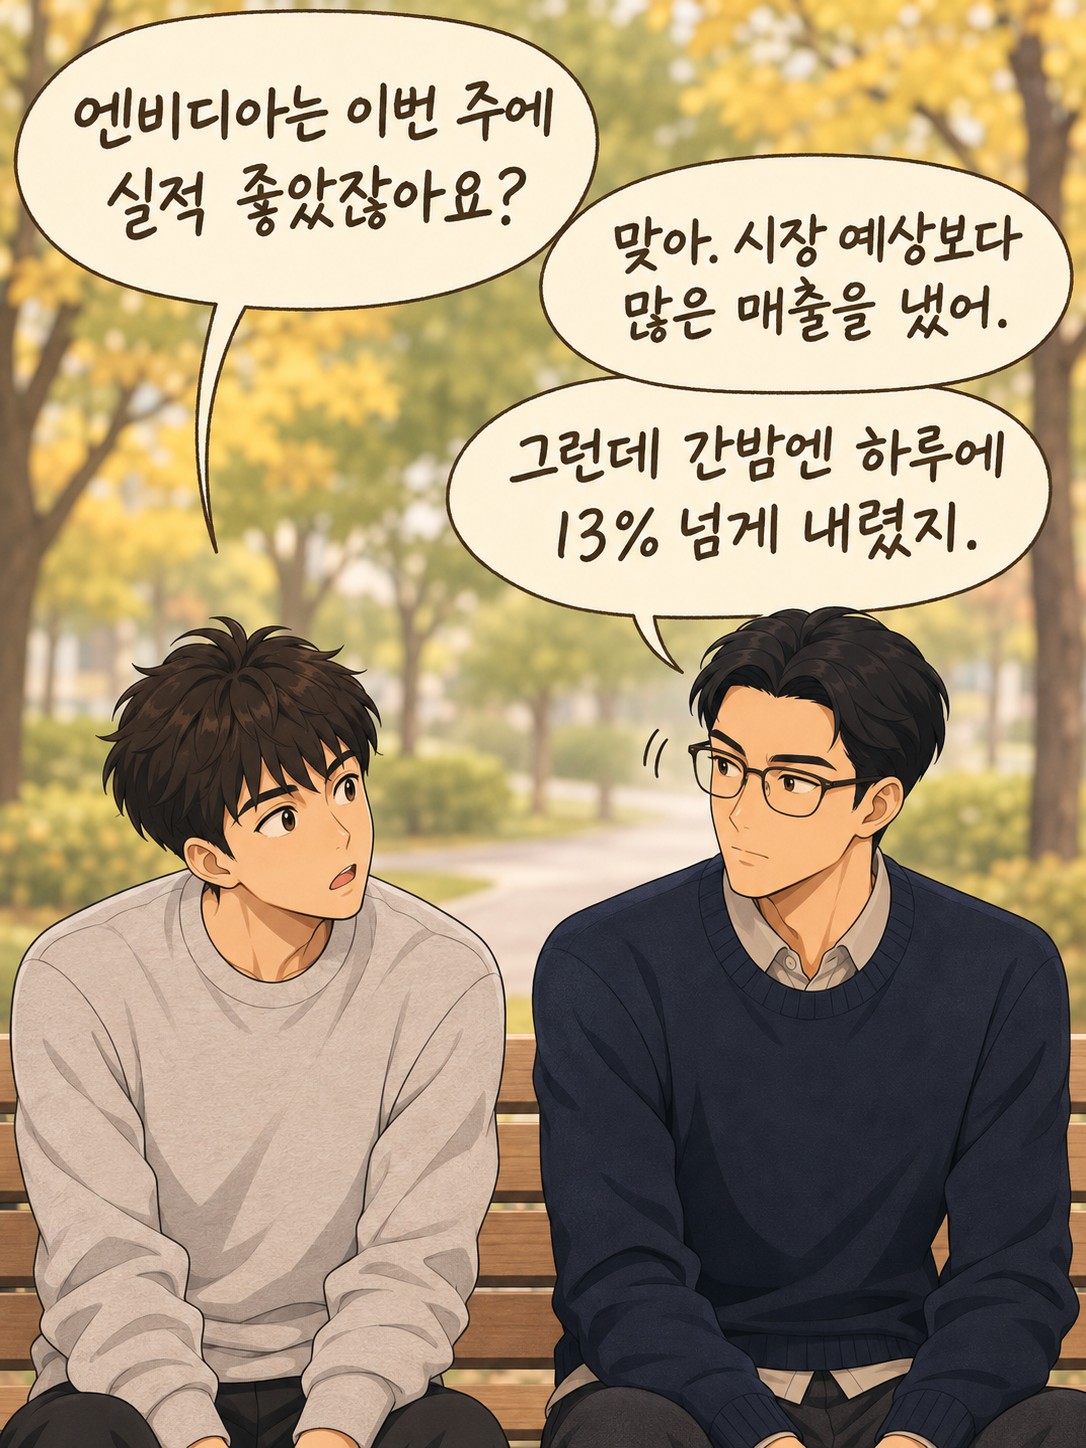 엔비디아는 이번 주에
실적 좋았잖아요?
맞아. 시장 예상보다
많은 매출을 냈어.
그런데 간밤엔 하루에
13% 넘게 내렸지.